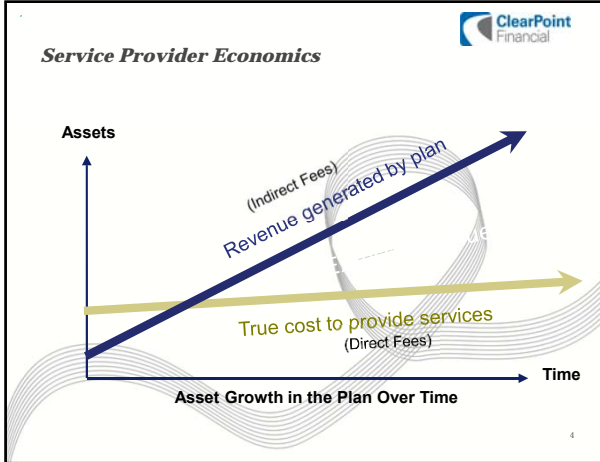 ClearPoint
Financial
Service Provider Economics
Assets
(Indirect Fees)
Revenue generated by plan
True cost to provide services
(Direct Fees)
Time
Asset Growth in the Plan Over Time
4